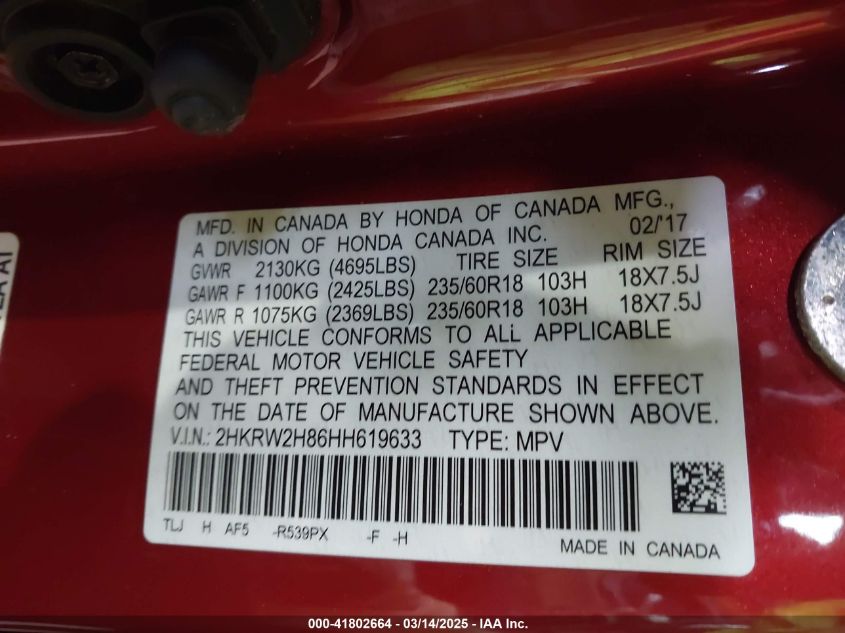 MFD. IN CANADA BY HONDA OF CANADA MFG.,
A DIVISION OF HONDA CANADA INC. 02/'17
GVWR 2130KG (4695LBS) TIRE SIZE RIM SIZE
GAWR F 1100KG (2425LBS) 235/60R18 103H 18X7.5J
GAWR R 1075KG (2369LBS) 235/60R18 103H 18X7.5J
THIS VEHICLE CONFORMS TO ALL APPLICABLE
FEDERAL MOTOR VEHICLE SAFETY
AND THEFT PREVENTION STANDARDS IN EFFECT
ON THE DATE OF MANUFACTURE SHOWN ABOVE.
V.I.N.: 2HKRW2H86HH619633 TYPE: MPV
TLJ H AF5 -R539PX -F -H
MADE IN CANADA
000-41802664 - 03/14/2025 - IAA Inc.